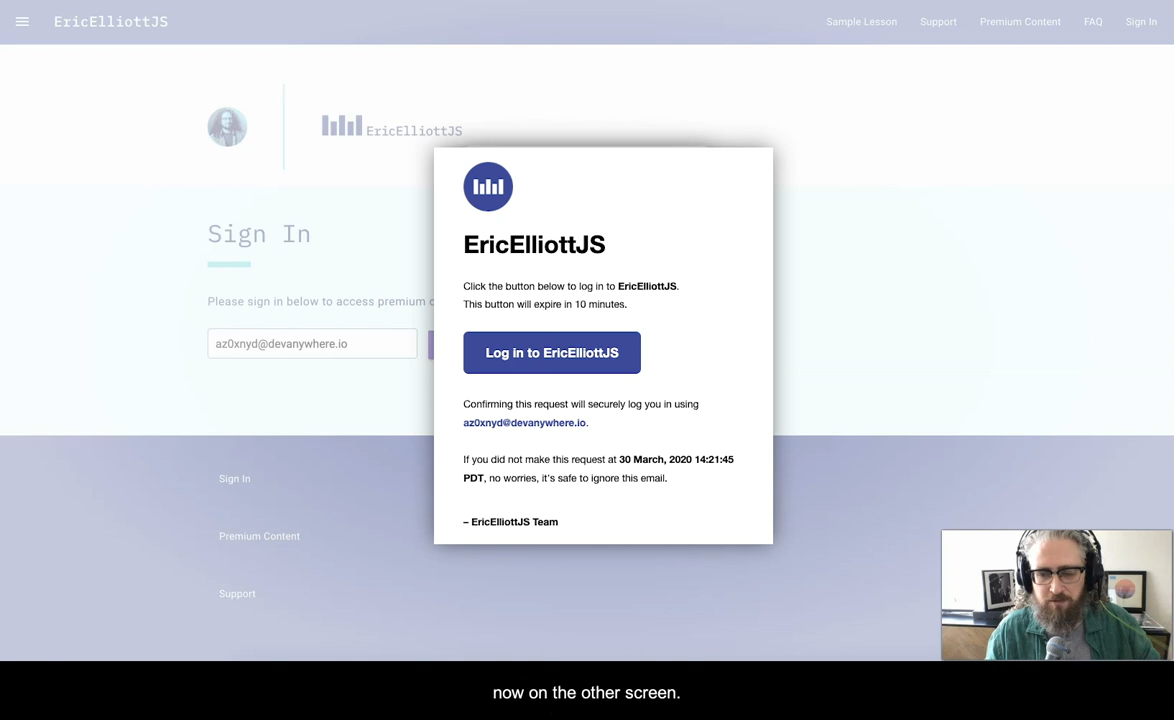 EricElliottJS
Sample Lesson
Support
Premium Content
FAQ
Sign In
EricElliottJS
Sign In
Please sign in below to access premium c
az0xnyd@devanywhere.io
EricElliottJS
Click the button below to log in to EricElliottJS.
This button will expire in 10 minutes.
Log in to EricElliottJS
Confirming this request will securely log you in using
az0xnyd@devanywhere.io.
If you did not make this request at 30 March, 2020 14:21:45
PDT, no worries, it's safe to ignore this email.
– EricElliottJS Team
Sign In
Premium Content
Support
now on the other screen.